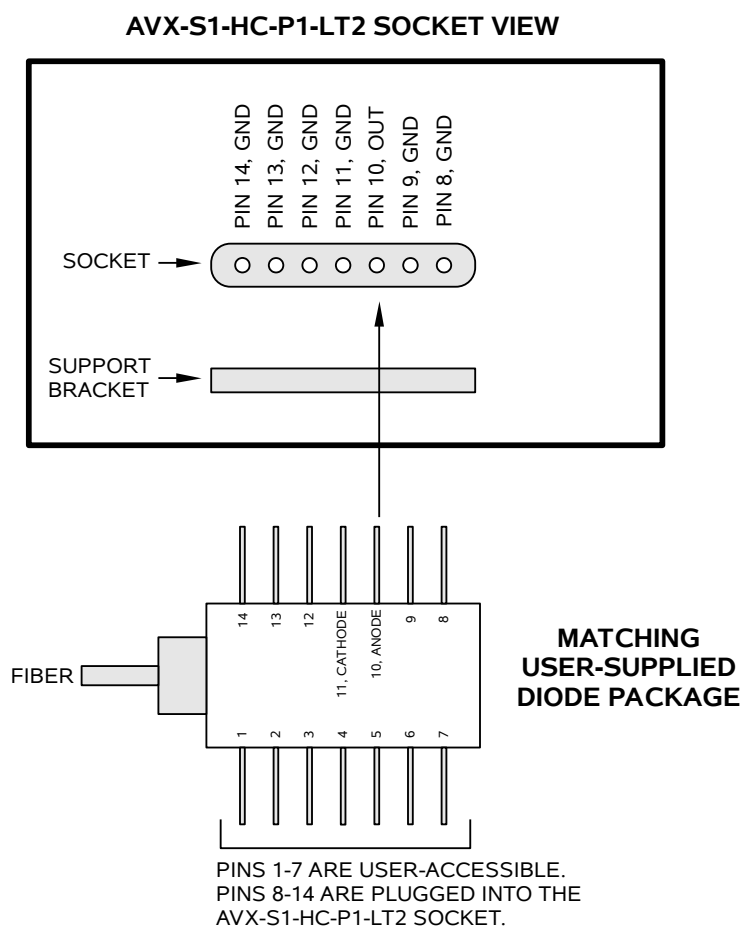 AVX-S1-HC-P1-LT2 SOCKET VIEW
PIN 14, GND
PIN 13, GND
PIN 12, GND
PIN 11, GND
PIN 10, OUT
PIN 9, GND
PIN 8, GND
SOCKET
SUPPORT
BRACKET
14
13
12
11, CATHODE
10, ANODE
9
8
FIBER
MATCHING
USER-SUPPLIED
DIODE PACKAGE
1
2
3
4
5
6
7
PINS 1-7 ARE USER-ACCESSIBLE.
PINS 8-14 ARE PLUGGED INTO THE
AVX-S1-HC-P1-LT2 SOCKET.